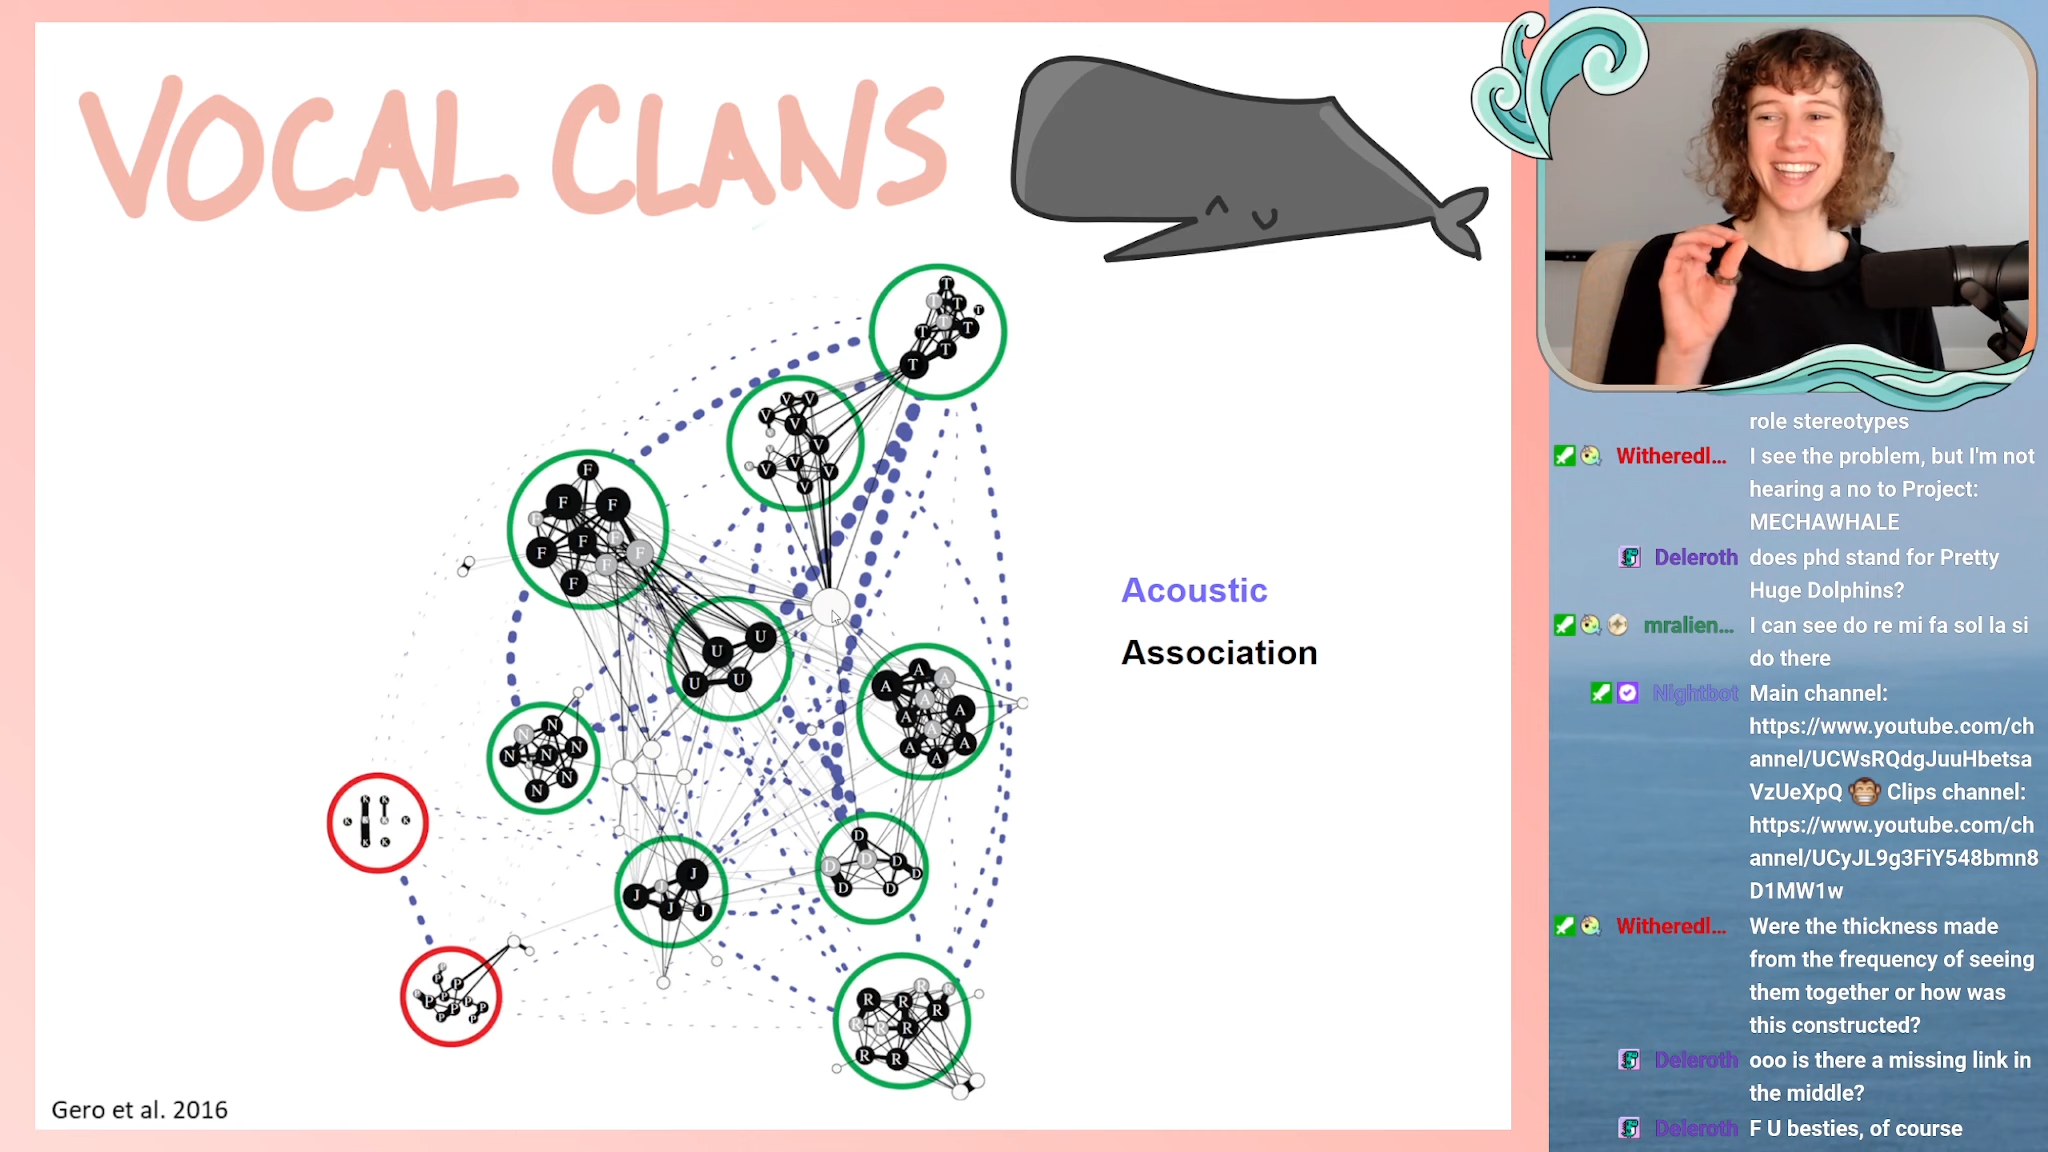 VOCAL CLANS
T
T
T
T
T
T
T
T
T
V
V
V
V
V
V
V
V
V
F
F
F
F
F
F
F
F
F
F
U
U
U
U
A
A
A
A
A
A
A
A
A
A
N
N
N
N
N
N
N
K
K
K
K
K
K
K
K
D
D
D
D
D
D
D
J
J
J
J
J
P
P
P
P
P
P
P
P
P
R
R
R
R
R
R
R
R
R
R
Acoustic
Association
Gero et al. 2016
role stereotypes
Witheredl... I see the problem, but I'm not
hearing a no to Project:
MECHAWHALE
Deleroth does phd stand for Pretty
Huge Dolphins?
mralien... I can see do re mi fa sol la si
do there
Nightbot Main channel:
https://www.youtube.com/ch
annel/UCWsRQdgJuuHbetsa
VzUeXpQ Clips channel:
https://www.youtube.com/ch
annel/UCyJL9g3FiY548bmn8
D1MW1w
Witheredl... Were the thickness made
from the frequency of seeing
them together or how was
this constructed?
Deleroth ooo is there a missing link in
the middle?
Deleroth F U besties, of course